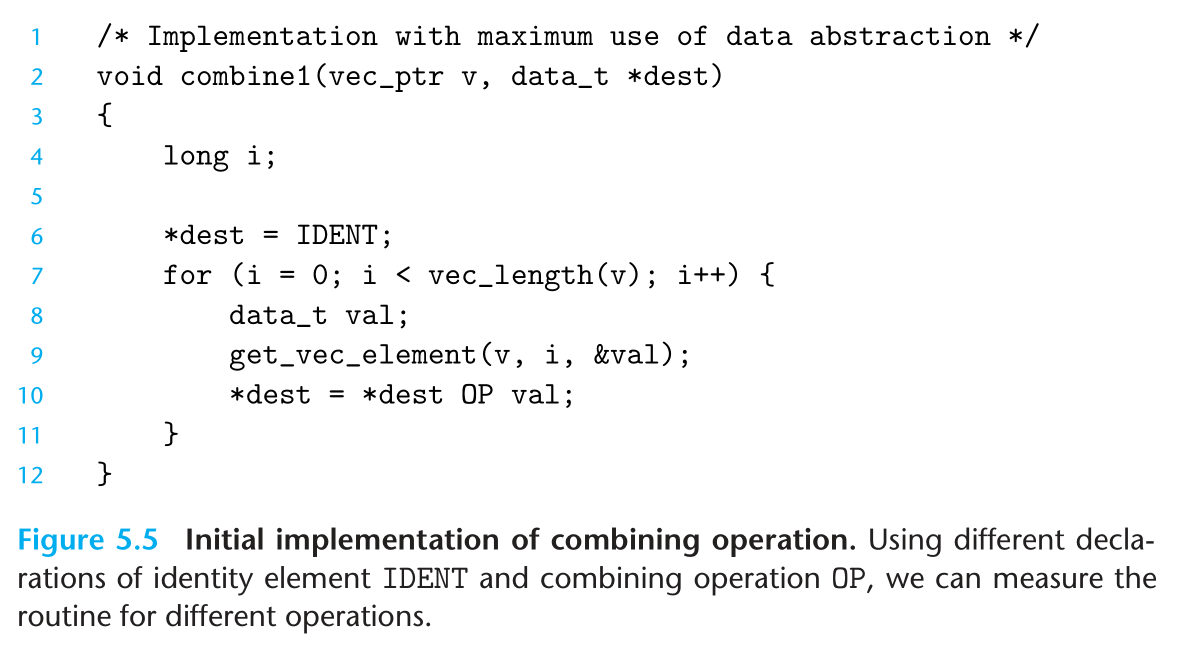 1 /* Implementation with maximum use of data abstraction */
2 void combine1(vec_ptr v, data_t *dest)
3 {
4     long i;
5
6     *dest = IDENT;
7     for (i = 0; i < vec_length(v); i++) {
8         data_t val;
9         get_vec_element(v, i, &val);
10         *dest = *dest OP val;
11     }
12 }
Figure 5.5 Initial implementation of combining operation. Using different decla-
rations of identity element IDENT and combining operation OP, we can measure the
routine for different operations.